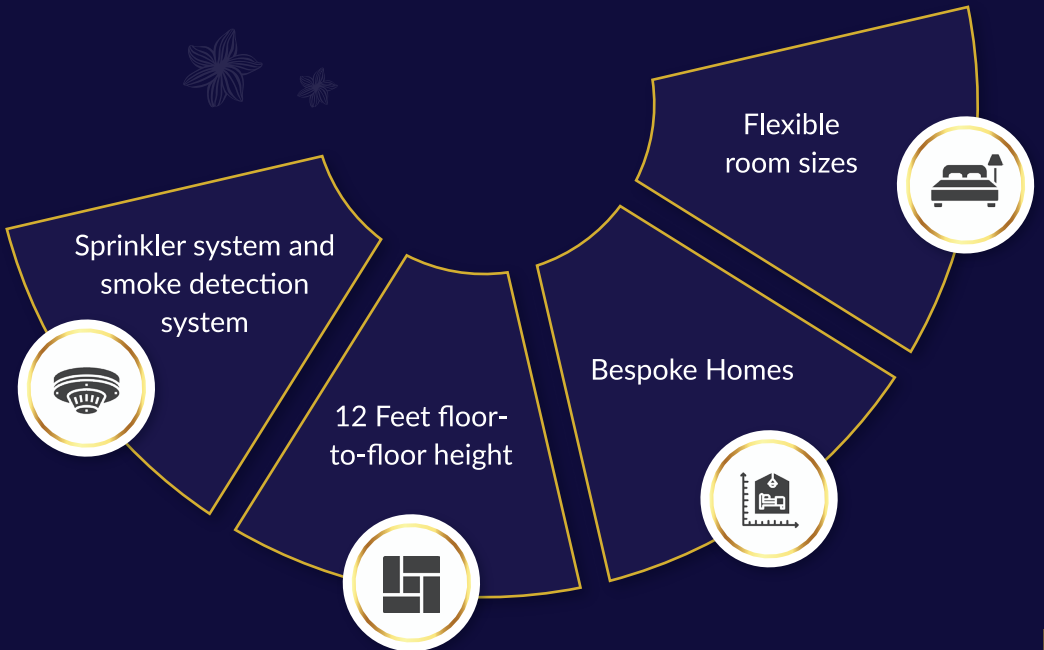 Sprinkler system and
smoke detection
system
12 Feet floor-
to-floor height
Bespoke Homes
Flexible
room sizes